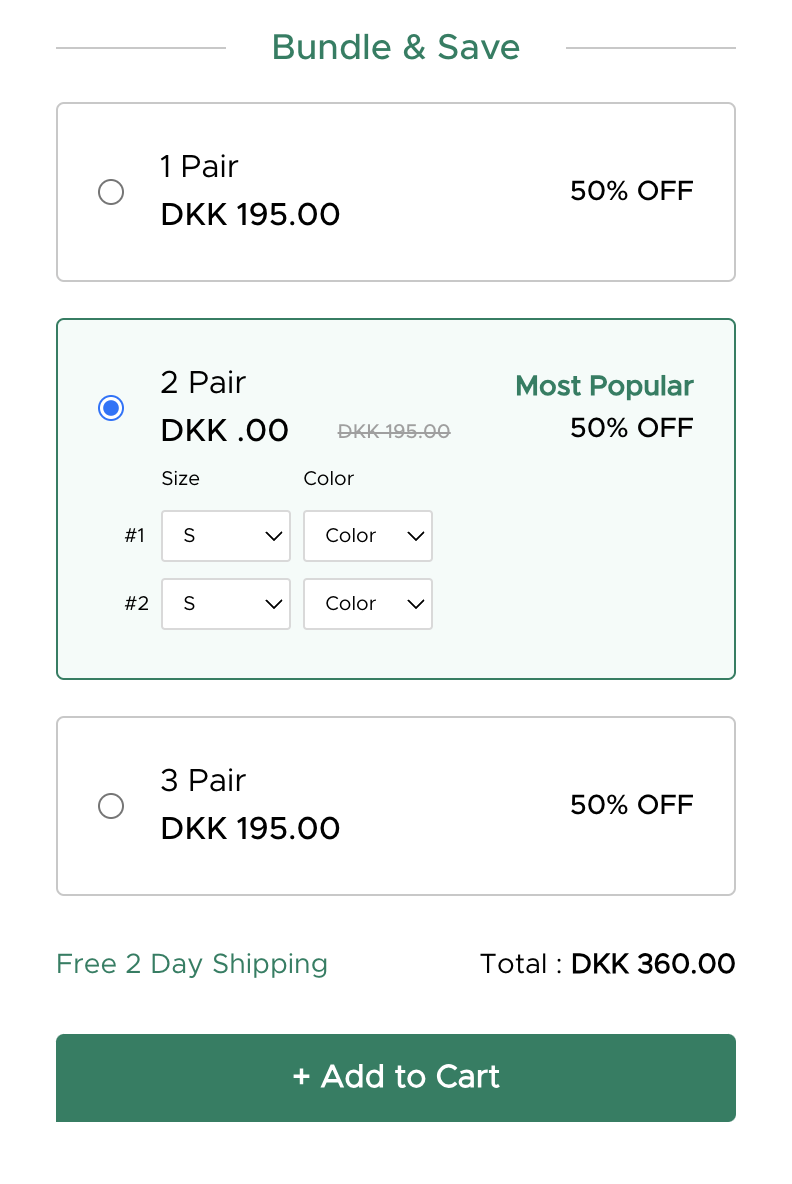 Bundle & Save
1 Pair
DKK 195.00
50% OFF
2 Pair
DKK .00
DKK 195.00
Most Popular
50% OFF
Size Color
#1 S Color
#2 S Color
3 Pair
DKK 195.00
50% OFF
Free 2 Day Shipping
Total : DKK 360.00
+ Add to Cart